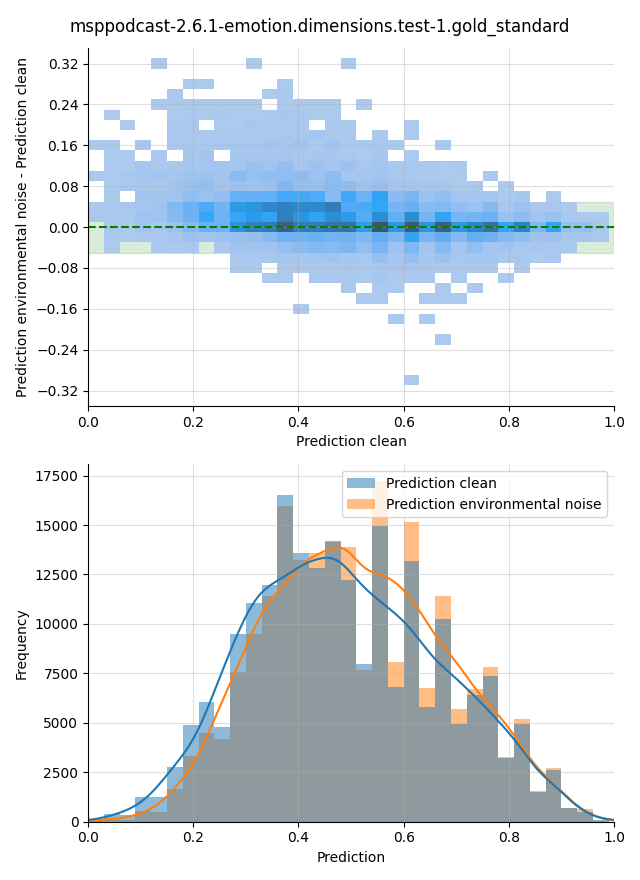 msppodcast-2.6.1-emotion.dimensions.test-1.gold_standard
0.32
0.24
0.16
0.08
0.00
−0.08
−0.16
−0.24
−0.32
Prediction environmental noise - Prediction clean
0.0 0.2 0.4 0.6 0.8 1.0
Prediction clean
17500
15000
12500
10000
7500
5000
2500
0
Frequency
Prediction clean
Prediction environmental noise
0.0 0.2 0.4 0.6 0.8 1.0
Prediction